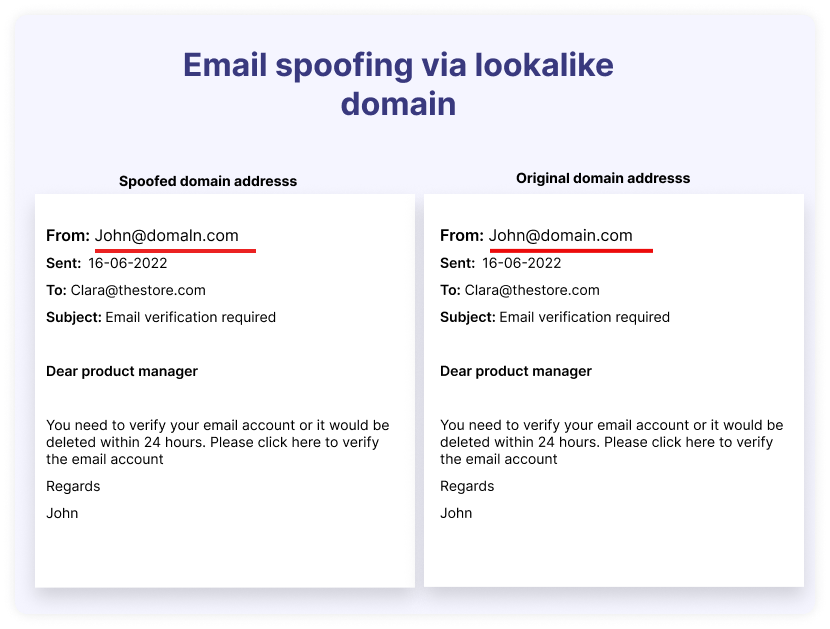 Email spoofing via lookalike
domain
Spoofed domain addresss
From: John@domaln.com
Sent: 16-06-2022
To: Clara@thestore.com
Subject: Email verification required
Dear product manager
You need to verify your email account or it would be
deleted within 24 hours. Please click here to verify
the email account
Regards
John
Original domain addresss
From: John@domain.com
Sent: 16-06-2022
To: Clara@thestore.com
Subject: Email verification required
Dear product manager
You need to verify your email account or it would be
deleted within 24 hours. Please click here to verify
the email account
Regards
John